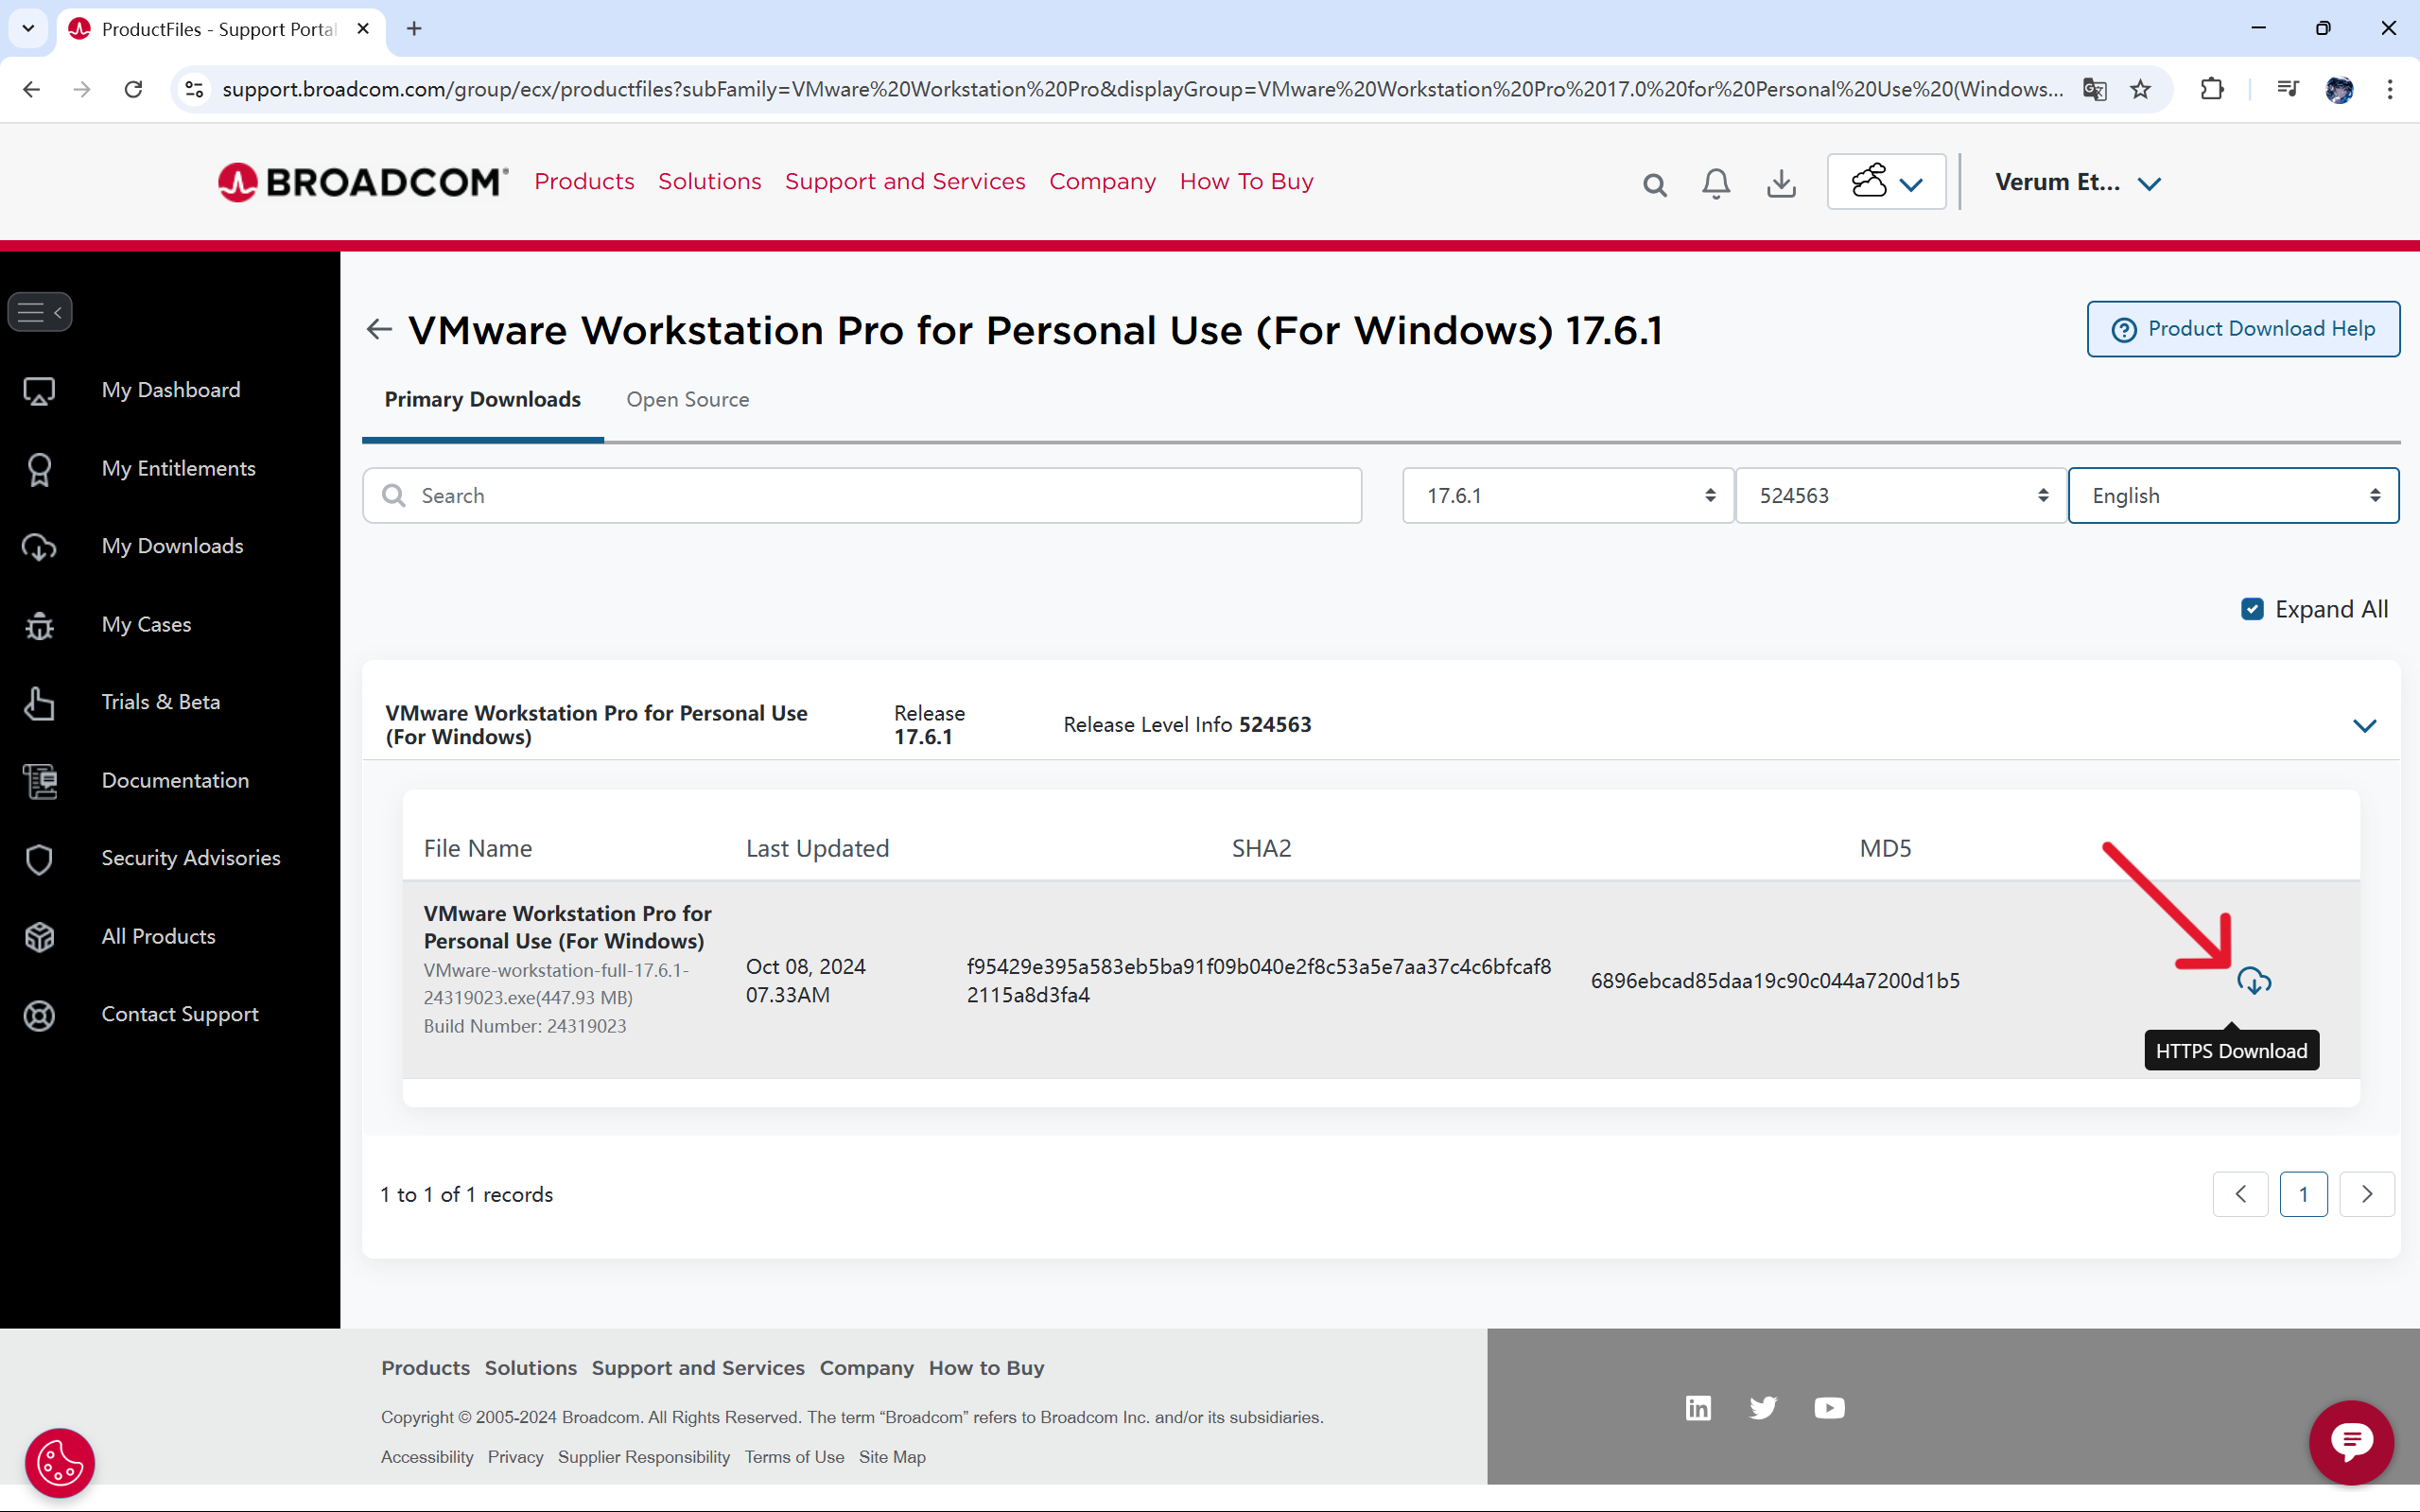 ProductFiles - Support Portal
support.broadcom.com/group/ecx/productfiles?subFamily=VMware%20Workstation%20Pro&displayGroup=VMware%20Workstation%20Pro%2017.0%20for%20Personal%20Use%20(Windows...
BROADCOM®
Products Solutions Support and Services Company How To Buy
Verum Et...
My Dashboard
My Entitlements
My Downloads
My Cases
Trials & Beta
Documentation
Security Advisories
All Products
Contact Support
VMware Workstation Pro for Personal Use (For Windows) 17.6.1
Product Download Help
Primary Downloads Open Source
Search
17.6.1
524563
English
Expand All
VMware Workstation Pro for Personal Use
(For Windows)
Release
17.6.1
Release Level Info 524563
File Name Last Updated SHA2 MD5
VMware Workstation Pro for
Personal Use (For Windows)
VMware-workstation-full-17.6.1-
24319023.exe(447.93 MB)
Build Number: 24319023
Oct 08, 2024
07.33AM
f95429e395a583eb5ba91f09b040e2f8c53a5e7aa37c4c6bfcaf8
2115a8d3fa4
6896ebcad85daa19c90c044a7200d1b5
HTTPS Download
1 to 1 of 1 records
1
Products Solutions Support and Services Company How to Buy
Copyright © 2005-2024 Broadcom. All Rights Reserved. The term “Broadcom” refers to Broadcom Inc. and/or its subsidiaries.
Accessibility Privacy Supplier Responsibility Terms of Use Site Map